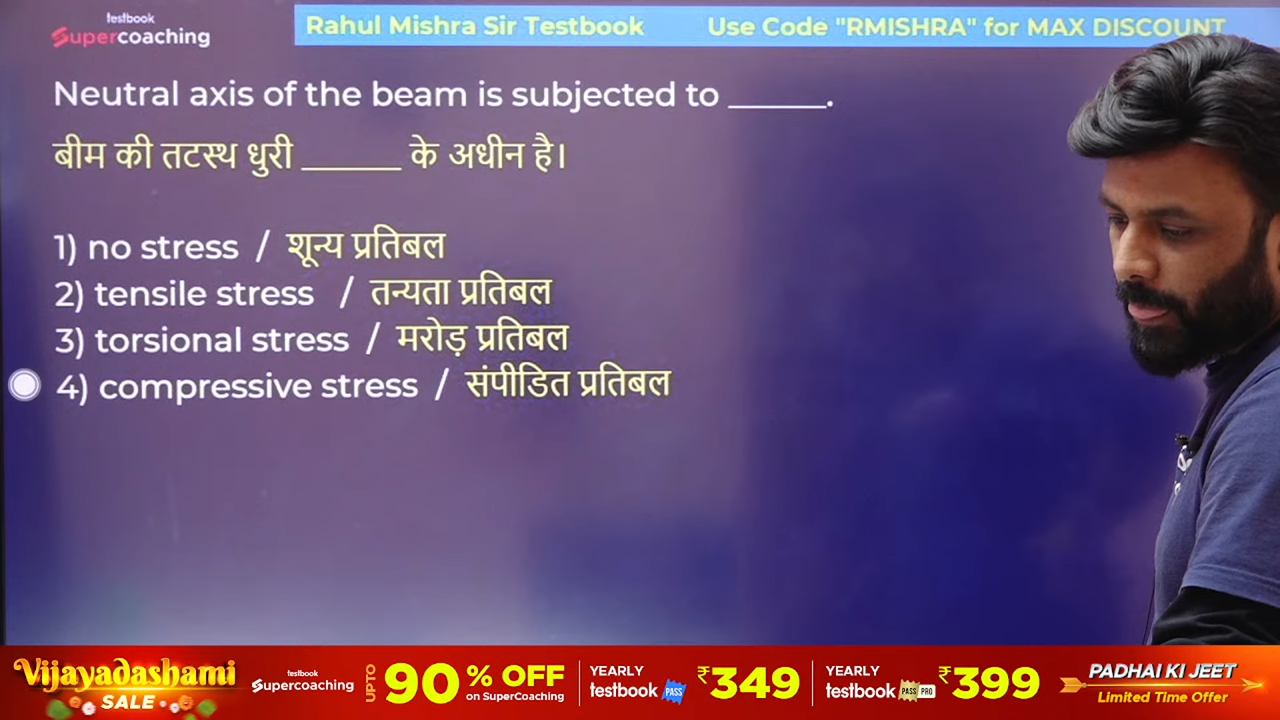 testbook
Supercoaching
Rahul Mishra Sir Testbook Use Code "RMISHRA" for MAX DISCOUNT
Neutral axis of the beam is subjected to ______.
बीम की तटस्थ धुरी ______ के अधीन है।
1) no stress / शून्य प्रतिबल
2) tensile stress / तन्यता प्रतिबल
3) torsional stress / मरोड़ प्रतिबल
4) compressive stress / संपीडित प्रतिबल
Vijayadashami
SALE
testbook
Supercoaching
UPTO
90% OFF
on SuperCoaching
YEARLY
testbook PASS
₹349
YEARLY
testbook PASS PRO
₹399
PADHAI KI JEET
Limited Time Offer